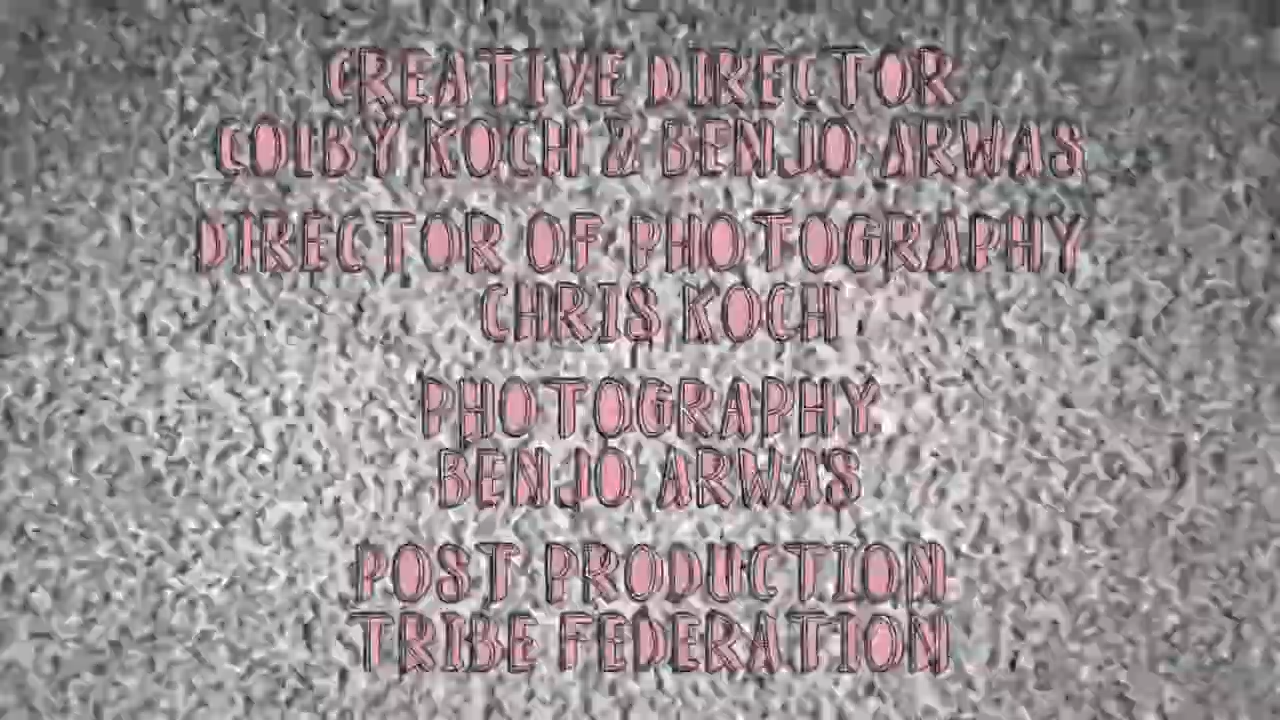 CREATIVE DIRECTOR
COLBY KOCH & BENJO ARWAS
DIRECTOR OF PHOTOGRAPHY
CHRIS KOCH
PHOTOGRAPHY
BENJO ARWAS
POST PRODUCTION
TRIBE FEDERATION